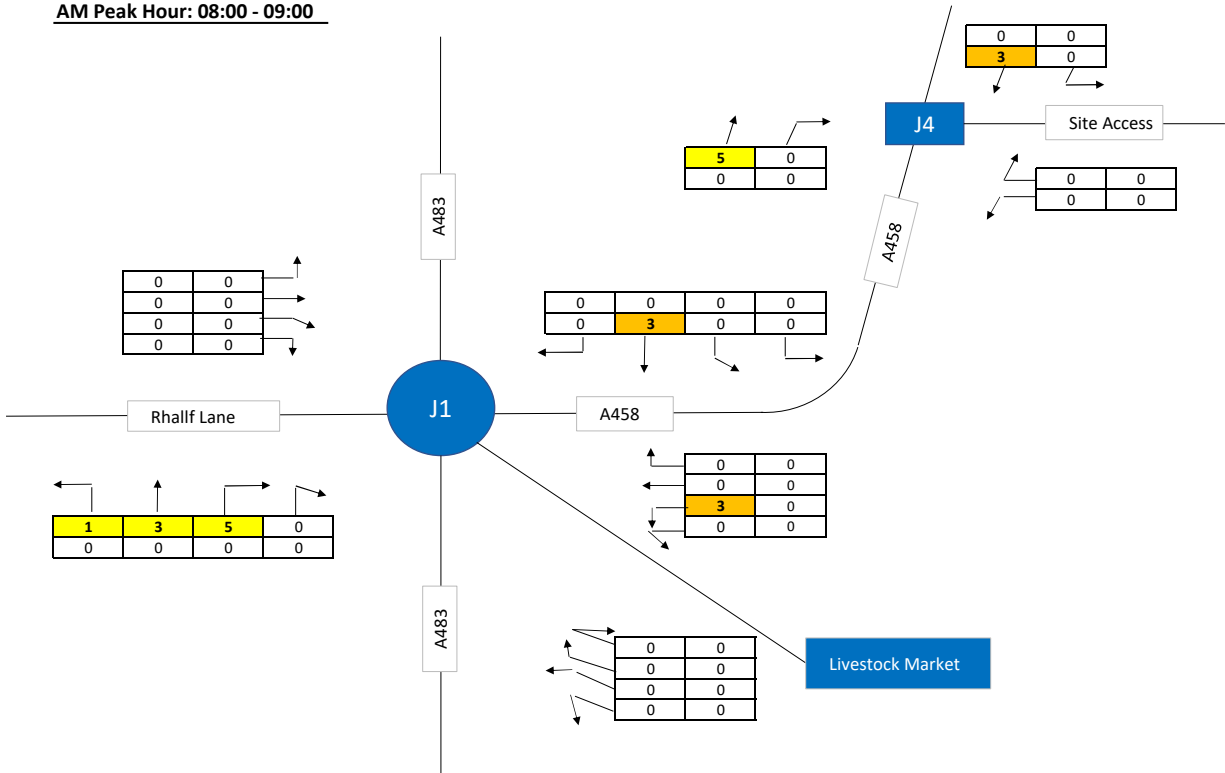 AM Peak Hour: 08:00 - 09:00
0 0
3 0
J4
Site Access
5 0
0 0
0 0
0 0
A483
A458
0 0
0 0
0 0
0 0
0 0 0 0
0 3 0 0
J1
Rhallf Lane
A458
0 0
0 0
3 0
0 0
1 3 5 0
0 0 0 0
A483
0 0
0 0
0 0
0 0
Livestock Market